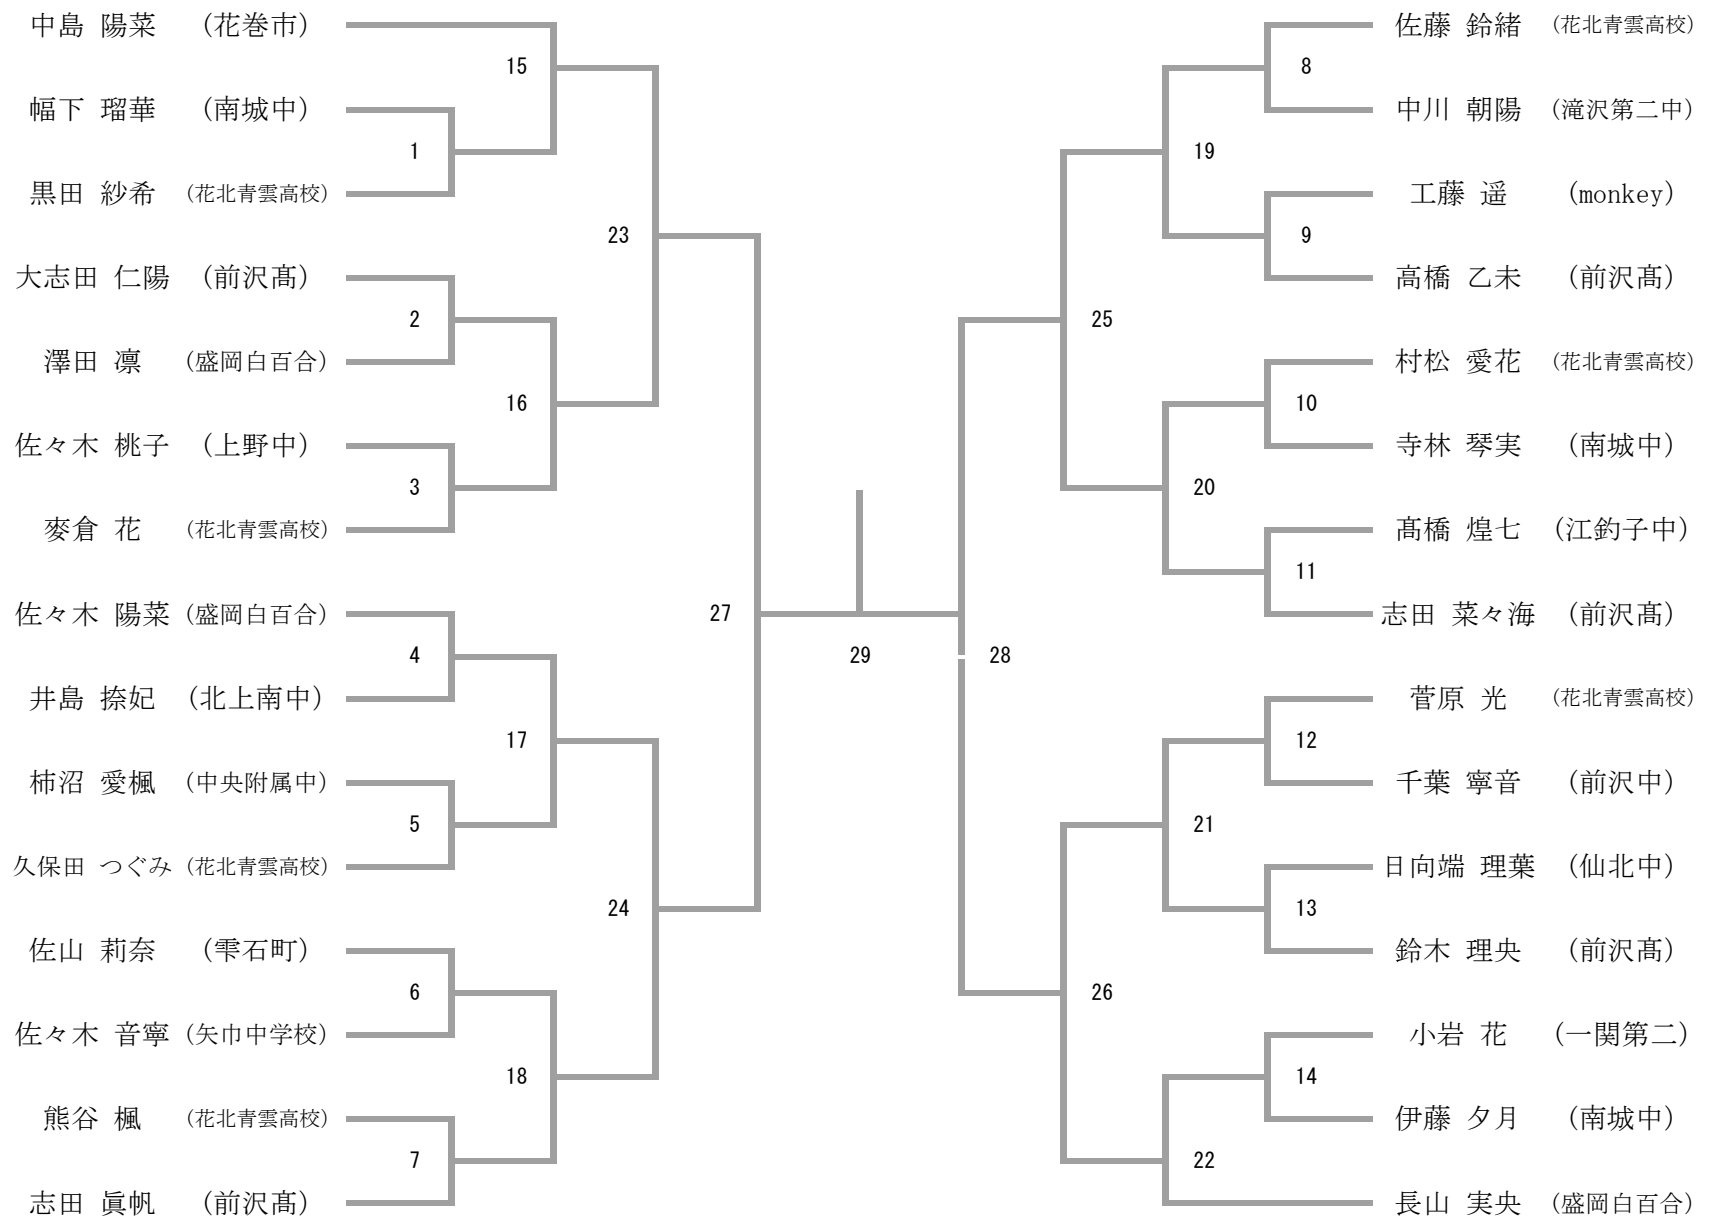 中島 陽菜 (花巻市)
15
幅下 瑠華 (南城中)
1
黒田 紗希 (花北青雲高校)
23
大志田 仁陽 (前沢髙)
2
澤田 凛 (盛岡白百合)
16
佐々木 桃子 (上野中)
3
麥倉 花 (花北青雲高校)
佐々木 陽菜 (盛岡白百合)
27
4
井島 捺妃 (北上南中)
17
柿沼 愛楓 (中央附属中)
5
久保田 つぐみ (花北青雲高校)
24
佐山 莉奈 (雫石町)
6
佐々木 音寧 (矢巾中学校)
18
熊谷 楓 (花北青雲高校)
7
志田 眞帆 (前沢髙)
29
佐藤 鈴緒 (花北青雲高校)
8
中川 朝陽 (滝沢第二中)
19
工藤 遥 (monkey)
9
高橋 乙未 (前沢髙)
25
村松 愛花 (花北青雲高校)
10
寺林 琴実 (南城中)
20
髙橋 煌七 (江釣子中)
11
志田 菜々海 (前沢髙)
28
菅原 光 (花北青雲高校)
12
千葉 寧音 (前沢中)
21
日向端 理葉 (仙北中)
13
鈴木 理央 (前沢髙)
26
小岩 花 (一関第二)
14
伊藤 夕月 (南城中)
22
長山 実央 (盛岡白百合)